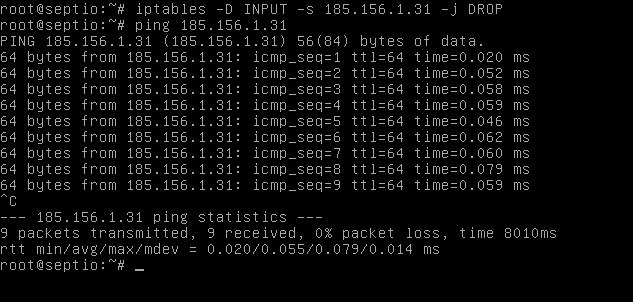 root@septio:~# iptables -D INPUT -s 185.156.1.31 -j DROP
root@septio:~# ping 185.156.1.31
PING 185.156.1.31 (185.156.1.31) 56(84) bytes of data.
64 bytes from 185.156.1.31: icmp_seq=1 ttl=64 time=0.020 ms
64 bytes from 185.156.1.31: icmp_seq=2 ttl=64 time=0.052 ms
64 bytes from 185.156.1.31: icmp_seq=3 ttl=64 time=0.058 ms
64 bytes from 185.156.1.31: icmp_seq=4 ttl=64 time=0.059 ms
64 bytes from 185.156.1.31: icmp_seq=5 ttl=64 time=0.046 ms
64 bytes from 185.156.1.31: icmp_seq=6 ttl=64 time=0.062 ms
64 bytes from 185.156.1.31: icmp_seq=7 ttl=64 time=0.060 ms
64 bytes from 185.156.1.31: icmp_seq=8 ttl=64 time=0.079 ms
64 bytes from 185.156.1.31: icmp_seq=9 ttl=64 time=0.059 ms
^C
--- 185.156.1.31 ping statistics ---
9 packets transmitted, 9 received, 0% packet loss, time 8010ms
rtt min/avg/max/mdev = 0.020/0.055/0.079/0.014 ms
root@septio:~# _